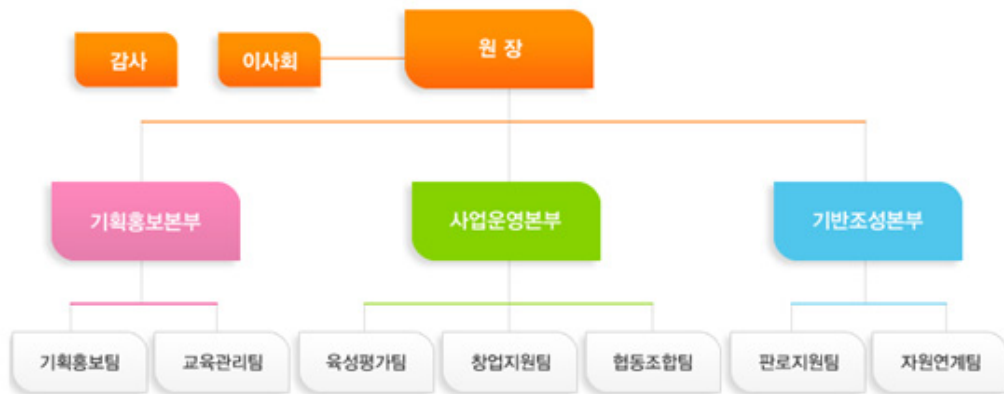 원 장
감사
이사회
기획홍보본부
사업운영본부
기반조성본부
기획홍보팀
교육관리팀
육성평가팀
창업지원팀
협동조합팀
판로지원팀
자원연계팀